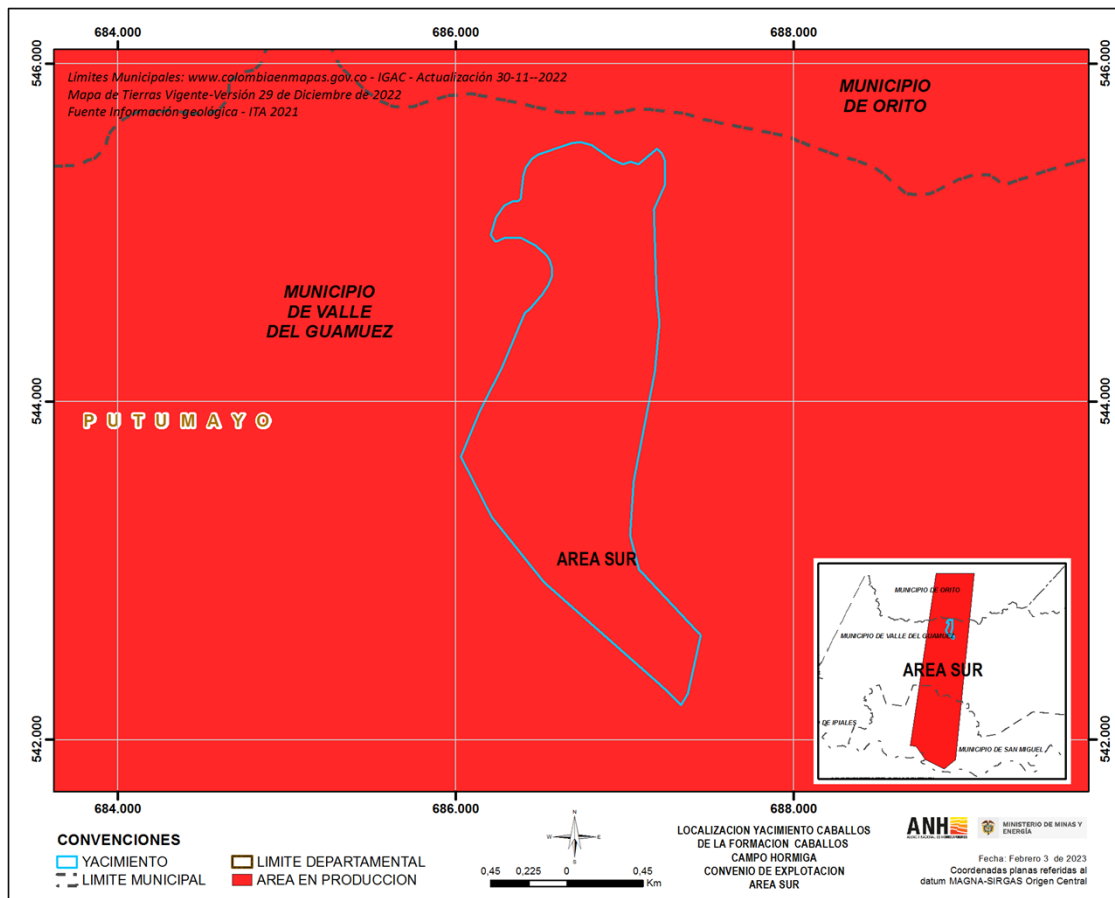 684.000
686.000
688.000
546.000
546.000
Límites Municipales: www.colombiaenmapas.gov.co - IGAC - Actualización 30-11--2022
Mapa de Tierras Vigente-Versión 29 de Diciembre de 2022
Fuente Información geológica - ITA 2021
MUNICIPIO
DE ORITO
MUNICIPIO
DE VALLE
DEL GUAMUEZ
544.000
544.000
PUTUMAYO
AREA SUR
MUNICIPIO DE ORITO
MUNICIPIO DE VALLE DEL GUAMUEZ
AREA SUR
DE IPIALES
MUNICIPIO DE SAN MIGUEL
542.000
542.000
684.000
686.000
688.000
CONVENCIONES
YACIMIENTO
LIMITE DEPARTAMENTAL
LIMITE MUNICIPAL
AREA EN PRODUCCION
N
W
E
S
0,45 0,225 0 0,45
Km
LOCALIZACION YACIMIENTO CABALLOS
DE LA FORMACION CABALLOS
CAMPO HORMIGA
CONVENIO DE EXPLOTACION
AREA SUR
ANH
MINISTERIO DE MINAS Y
ENERGÍA
Fecha: Febrero 3 de 2023
Coordenadas planas referidas al
datum MAGNA-SIRGAS Origen Central